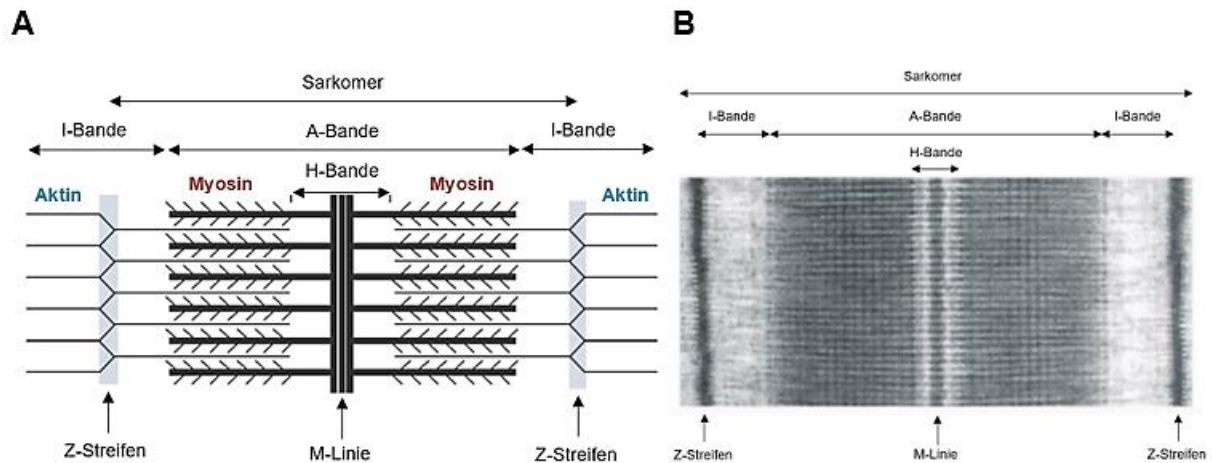 A
Sarkomer
I-Bande A-Bande I-Bande
H-Bande
Aktin Myosin Myosin Aktin
Z-Streifen M-Linie Z-Streifen
B
Sarkomer
I-Bande A-Bande I-Bande
H-Bande
Z-Streifen M-Linie Z-Streifen